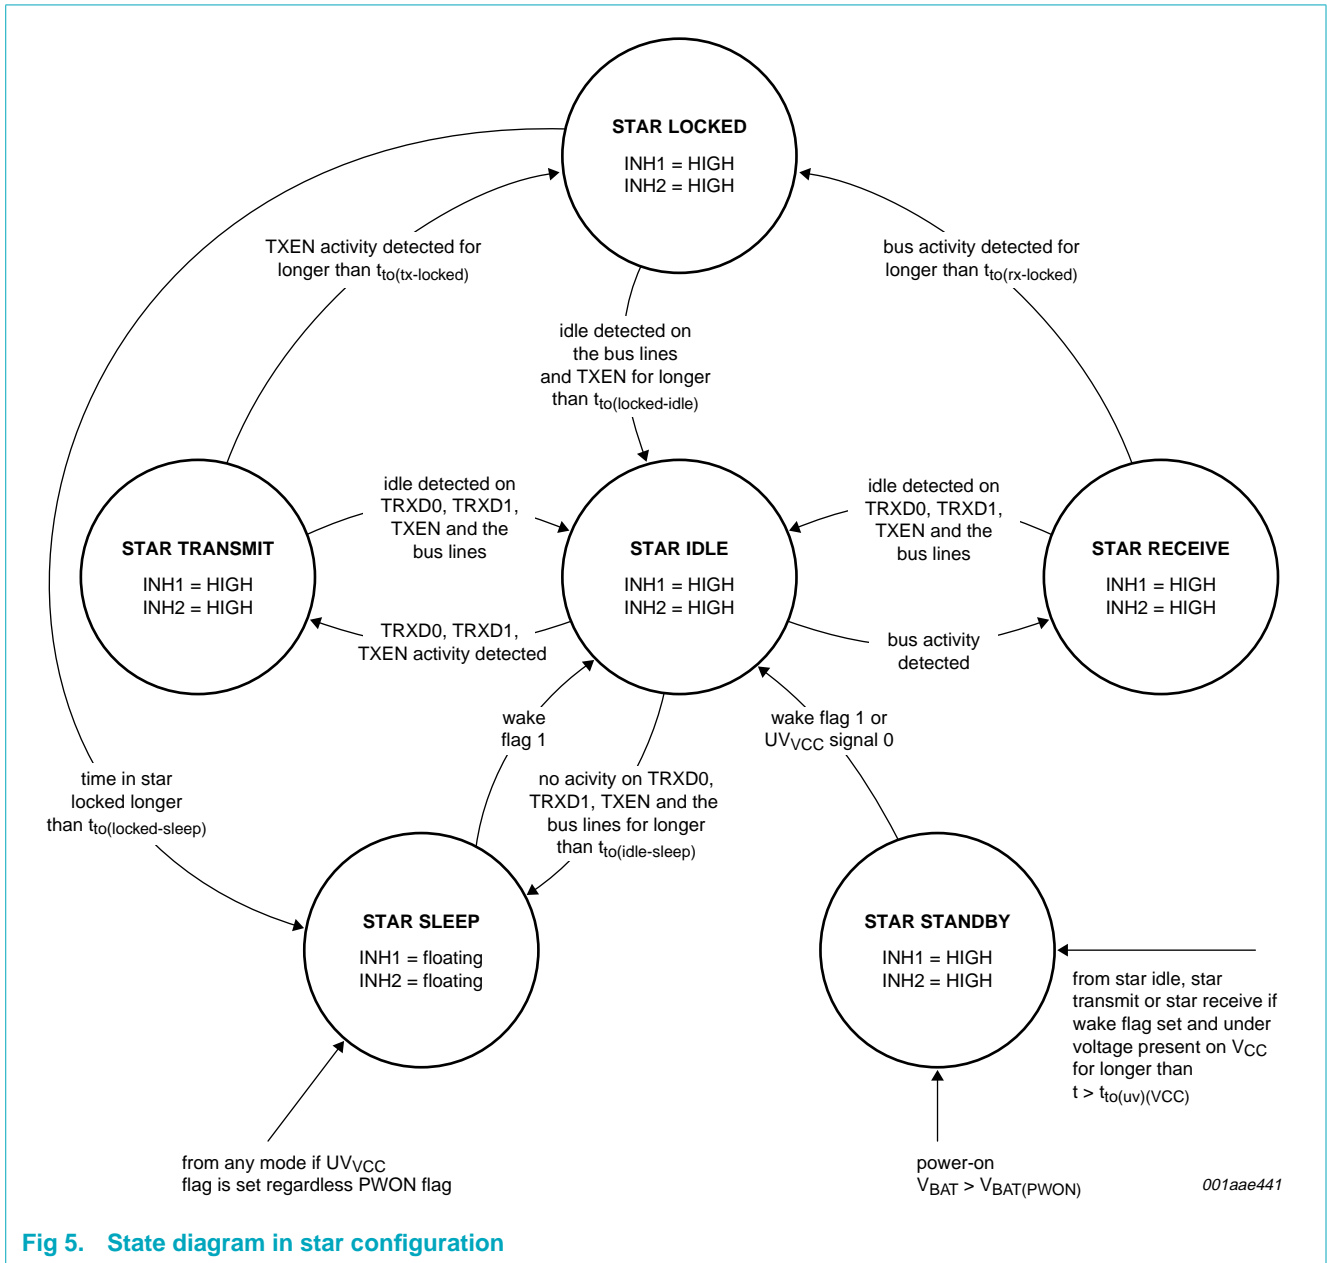 STAR LOCKED
INH1 = HIGH
INH2 = HIGH
TXEN activity detected for
longer than tto(tx-locked)
bus activity detected for
longer than tto(rx-locked)
idle detected on
the bus lines
and TXEN for longer
than tto(locked-idle)
STAR TRANSMIT
INH1 = HIGH
INH2 = HIGH
idle detected on
TRXD0, TRXD1,
TXEN and the
bus lines
TRXD0, TRXD1,
TXEN activity detected
STAR IDLE
INH1 = HIGH
INH2 = HIGH
idle detected on
TRXD0, TRXD1,
TXEN and the
bus lines
bus activity
detected
STAR RECEIVE
INH1 = HIGH
INH2 = HIGH
wake
flag 1
wake flag 1 or
UVVCC signal 0
time in star
locked longer
than tto(locked-sleep)
no acivity on TRXD0,
TRXD1, TXEN and the
bus lines for longer
than tto(idle-sleep)
STAR SLEEP
INH1 = floating
INH2 = floating
STAR STANDBY
INH1 = HIGH
INH2 = HIGH
from star idle, star
transmit or star receive if
wake flag set and under
voltage present on VCC
for longer than
t > tto(uv)(VCC)
from any mode if UVVCC
flag is set regardless PWON flag
power-on
VBAT > VBAT(PWON)
001aae441
Fig 5. State diagram in star configuration